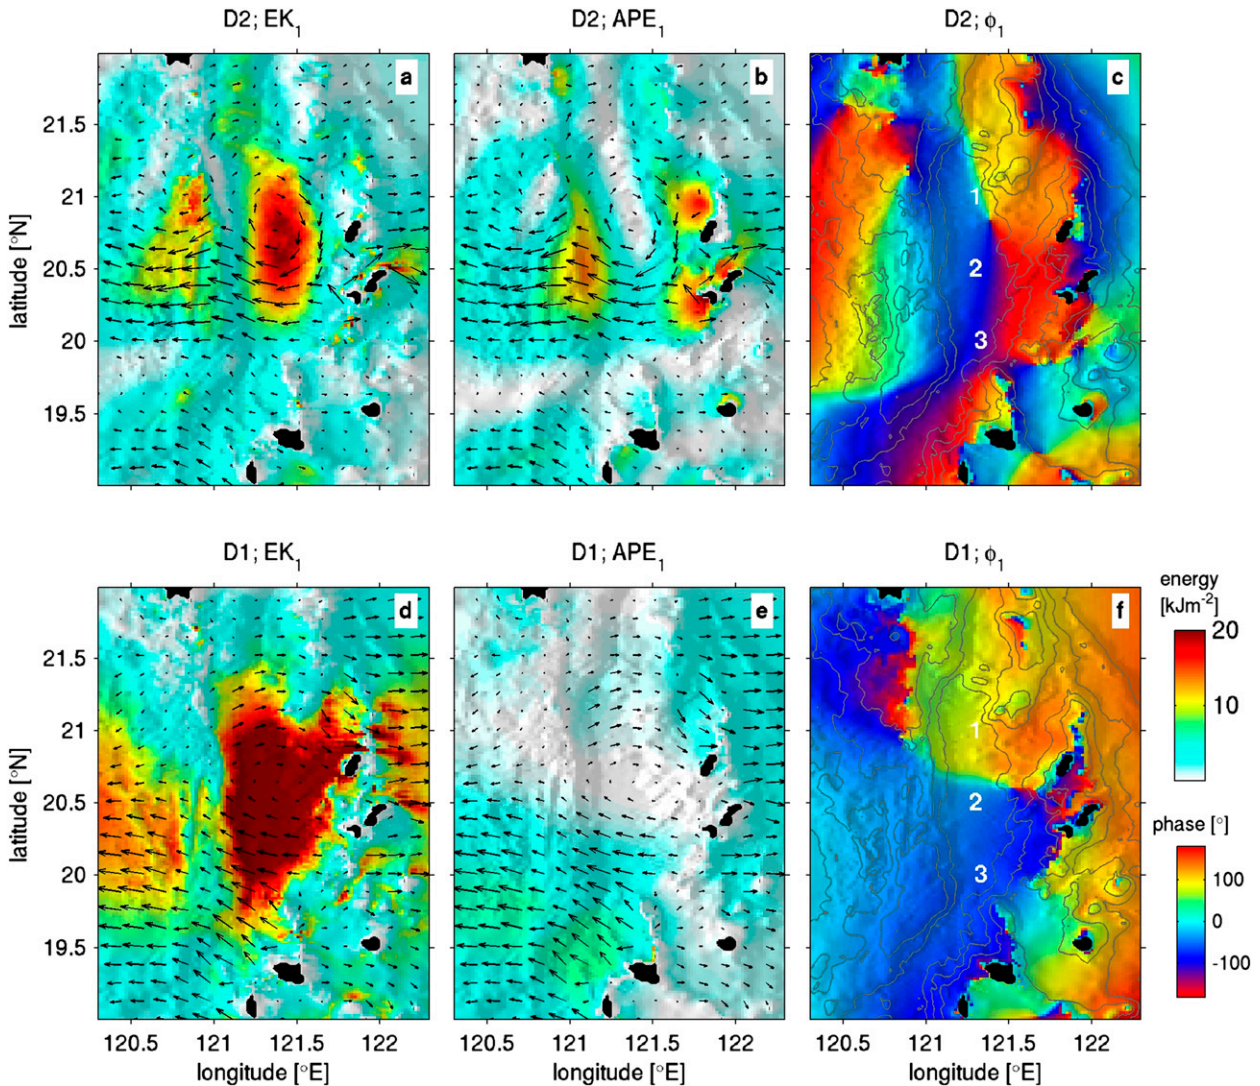 D2; EK₁
D2; APE₁
D2; ϕ₁
a
b
c
21.5
21
20.5
20
19.5
latitude [°N]
1
2
3
D1; EK₁
D1; APE₁
D1; ϕ₁
d
e
f
21.5
21
20.5
20
19.5
latitude [°N]
1
2
3
energy
[kJm⁻²]
20
10
phase [°]
100
0
-100
120.5 121 121.5 122
120.5 121 121.5 122
120.5 121 121.5 122
longitude [°E]
longitude [°E]
longitude [°E]